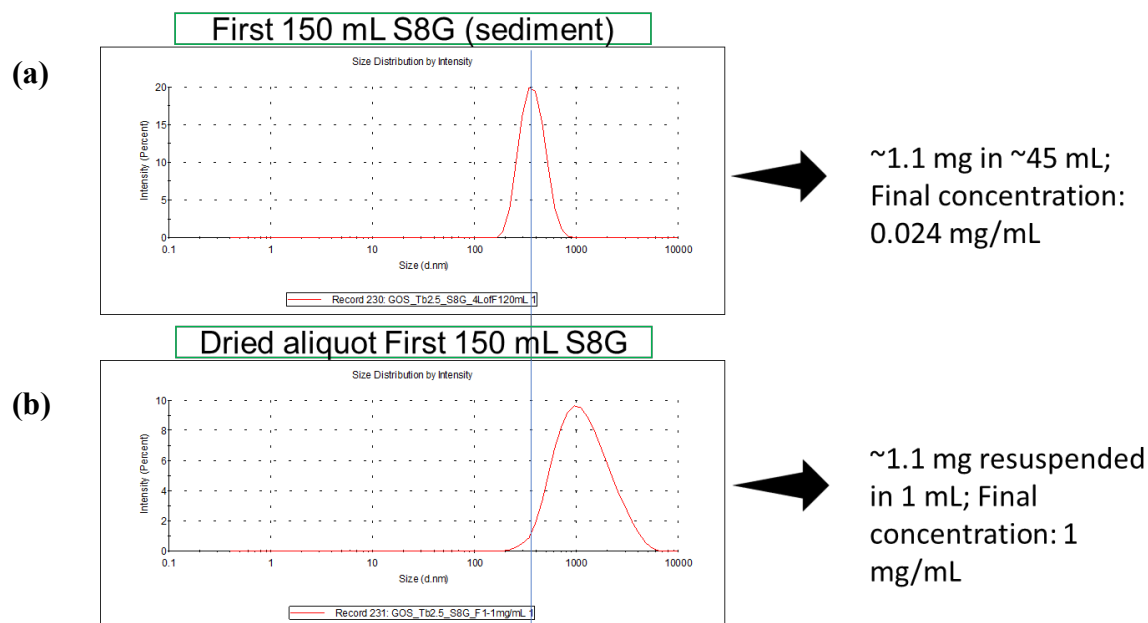 First 150 mL S8G (sediment)
(a)
Size Distribution by Intensity
Intensity (Percent)
20
15
10
5
0
0.1 1 10 100 1000 10000
Size (d.nm)
Record 230: GOS_Tb2.5_S8G_4LofF120mL 1
~1.1 mg in ~45 mL;
Final concentration:
0.024 mg/mL
Dried aliquot First 150 mL S8G
(b)
Size Distribution by Intensity
Intensity (Percent)
10
8
6
4
2
0
0.1 1 10 100 1000 10000
Size (d.nm)
Record 231: GOS_Tb2.5_S8G_F1-1mg/mL 1
~1.1 mg resuspended
in 1 mL; Final
concentration: 1
mg/mL